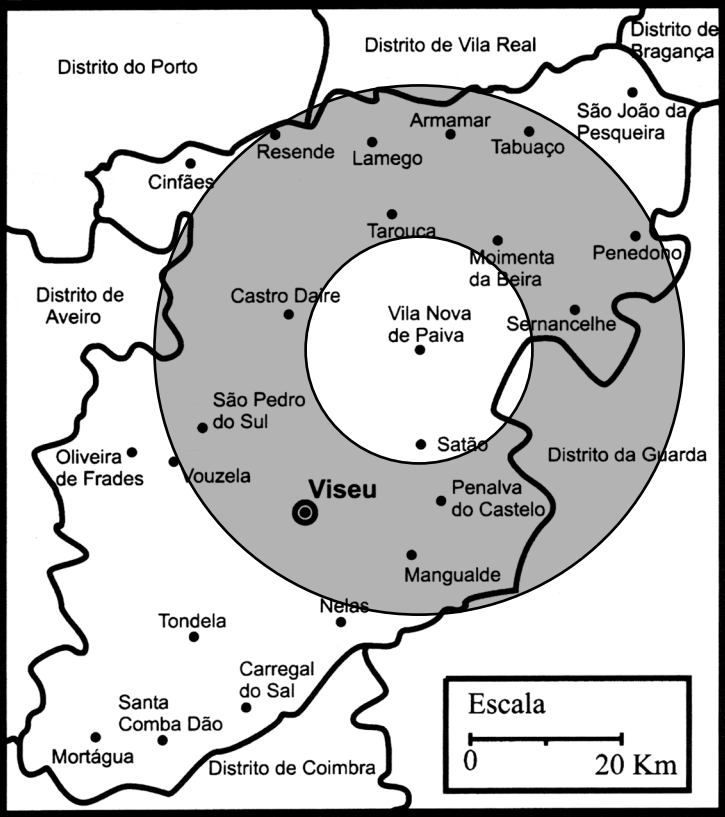 Distrito de
Bragança
Distrito de Vila Real
Distrito do Porto
São João da
Pesqueira
Armamar
Tabuaço
Resende
Lamego
Cinfães
Tarouca
Moimenta
da Beira
Penedono
Distrito de
Aveiro
Castro Daire
Vila Nova
de Paiva
Sernancelhe
São Pedro
do Sul
Satão
Oliveira
de Frades
Distrito da Guarda
Vouzela
Viseu
Penalva
do Castelo
Mangualde
Nelas
Tondela
Carregal
do Sal
Santa
Comba Dão
Mortágua
Distrito de Coimbra
Escala
0 20 Km